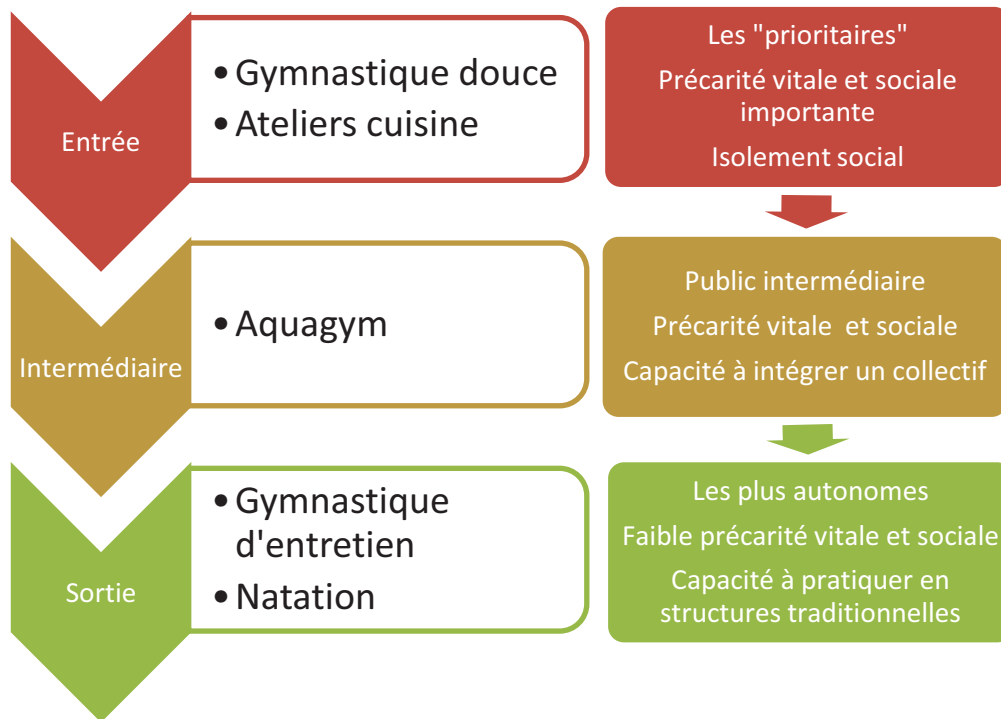 Entrée
• Gymnastique douce
• Ateliers cuisine
Les "prioritaires"
Précarité vitale et sociale
importante
Isolement social
Intermédiaire
• Aquagym
Public intermédiaire
Précarité vitale et sociale
Capacité à intégrer un collectif
Sortie
• Gymnastique
d'entretien
• Natation
Les plus autonomes
Faible précarité vitale et sociale
Capacité à pratiquer en
structures traditionnelles